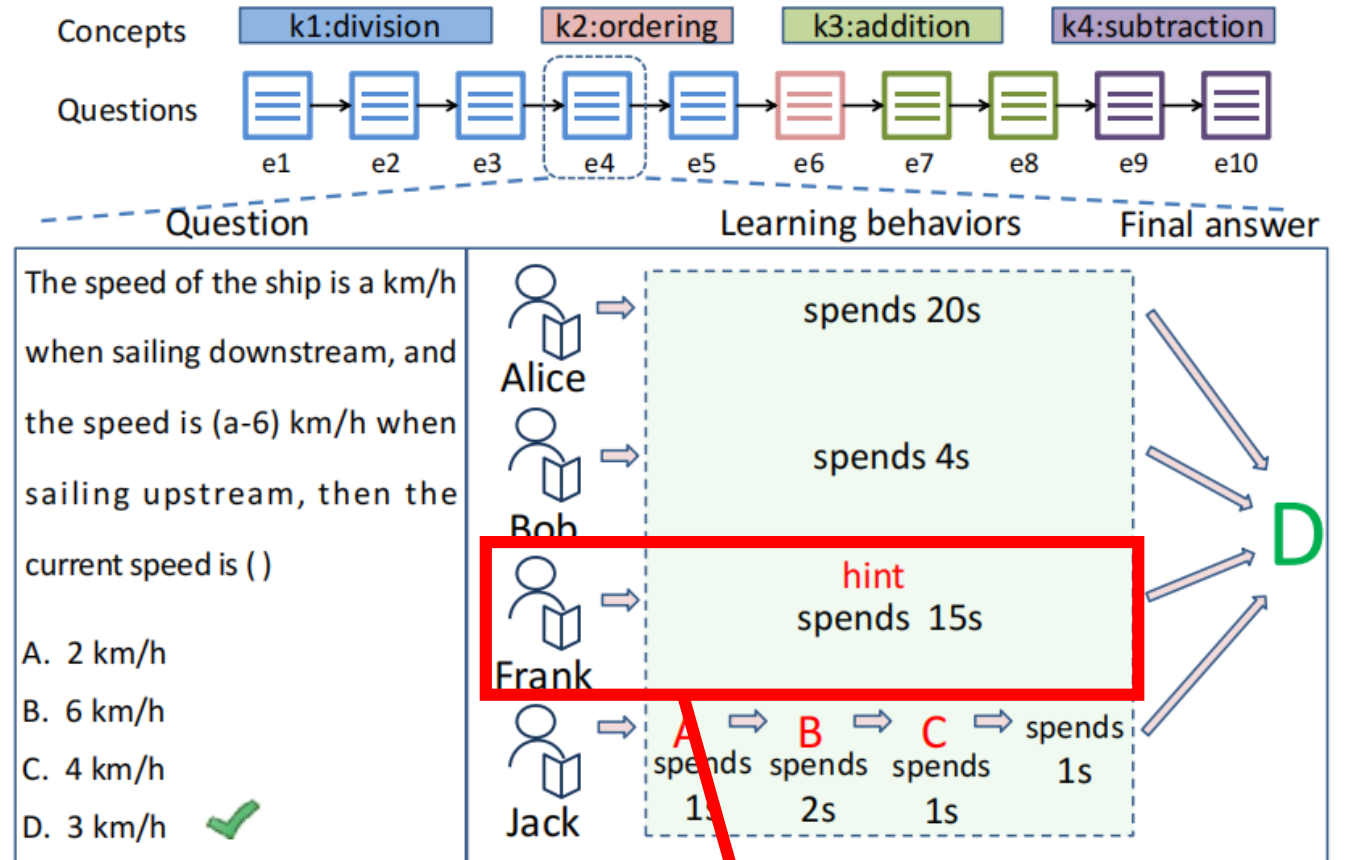 Concepts k1:division k2:ordering k3:addition k4:subtraction
Questions
e1 e2 e3 e4 e5 e6 e7 e8 e9 e10
Question Learning behaviors Final answer
The speed of the ship is a km/h
when sailing downstream, and
the speed is (a-6) km/h when
sailing upstream, then the
current speed is ( )
A. 2 km/h
B. 6 km/h
C. 4 km/h
D. 3 km/h
Alice
spends 20s
Bob
spends 4s
Frank
hint
spends 15s
Jack
A B C spends
spends spends spends 1s
1s 2s 1s
D